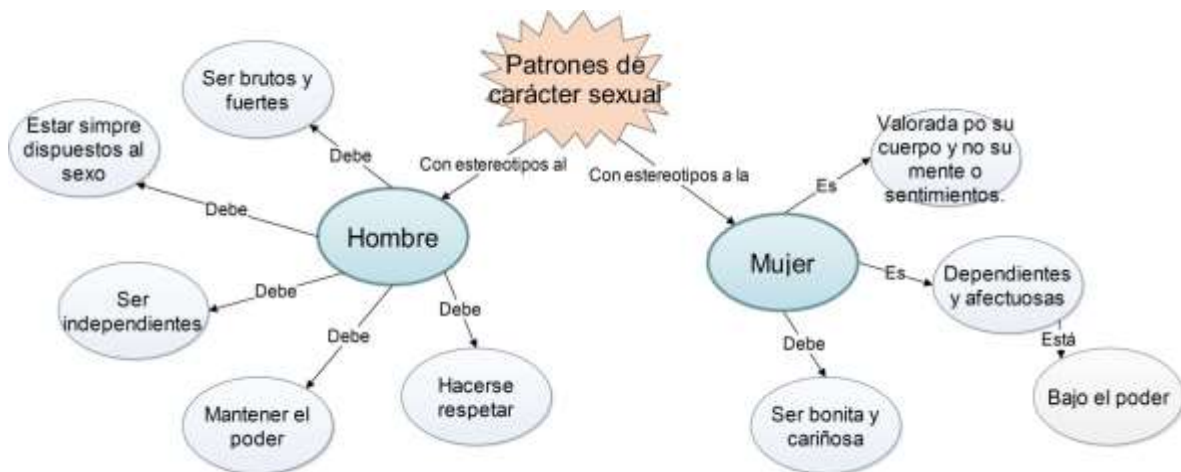 Patrones de
carácter sexual
Con estereotipos al
Con estereotipos a la
Hombre
Debe
Ser brutos y
fuertes
Debe
Estar simpre
dispuestos al
sexo
Debe
Ser
independientes
Debe
Mantener el
poder
Debe
Hacerse
respetar
Mujer
Es
Valorada po su
cuerpo y no su
mente o
sentimientos.
Es
Dependientes
y afectuosas
Está
Bajo el poder
Debe
Ser bonita y
cariñosa